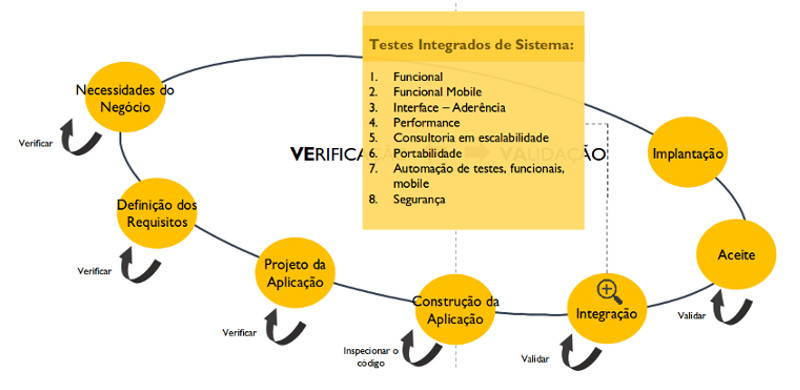 Testes Integrados de Sistema:
1. Funcional
2. Funcional Mobile
3. Interface – Aderência
4. Performance
5. Consultoria em escalabilidade
6. Portabilidade
7. Automação de testes, funcionais,
mobile
8. Segurança
VERIFICAÇÃO VALIDAÇÃO
Necessidades do
Negócio
Verificar
Definição dos
Requisitos
Verificar
Projeto da
Aplicação
Verificar
Construção da
Aplicação
Inspecionar o
código
Integração
Validar
Aceite
Validar
Implantação